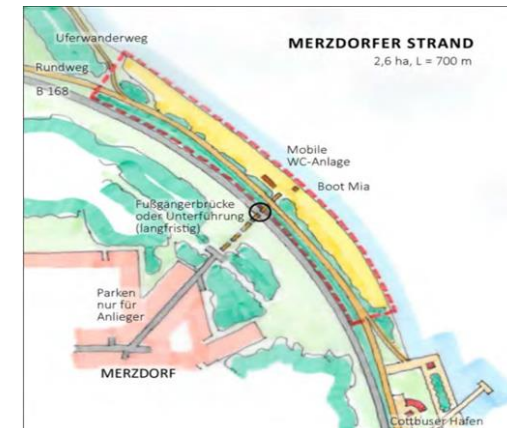 Uferwanderweg
MERZDORFER STRAND
2,6 ha, L = 700 m
Rundweg
B 168
Mobile
WC-Anlage
Boot Mia
Fußgängerbrücke
oder Unterführung
(langfristig)
Parken
nur für
Anlieger
MERZDORF
Cottbuser Hafen